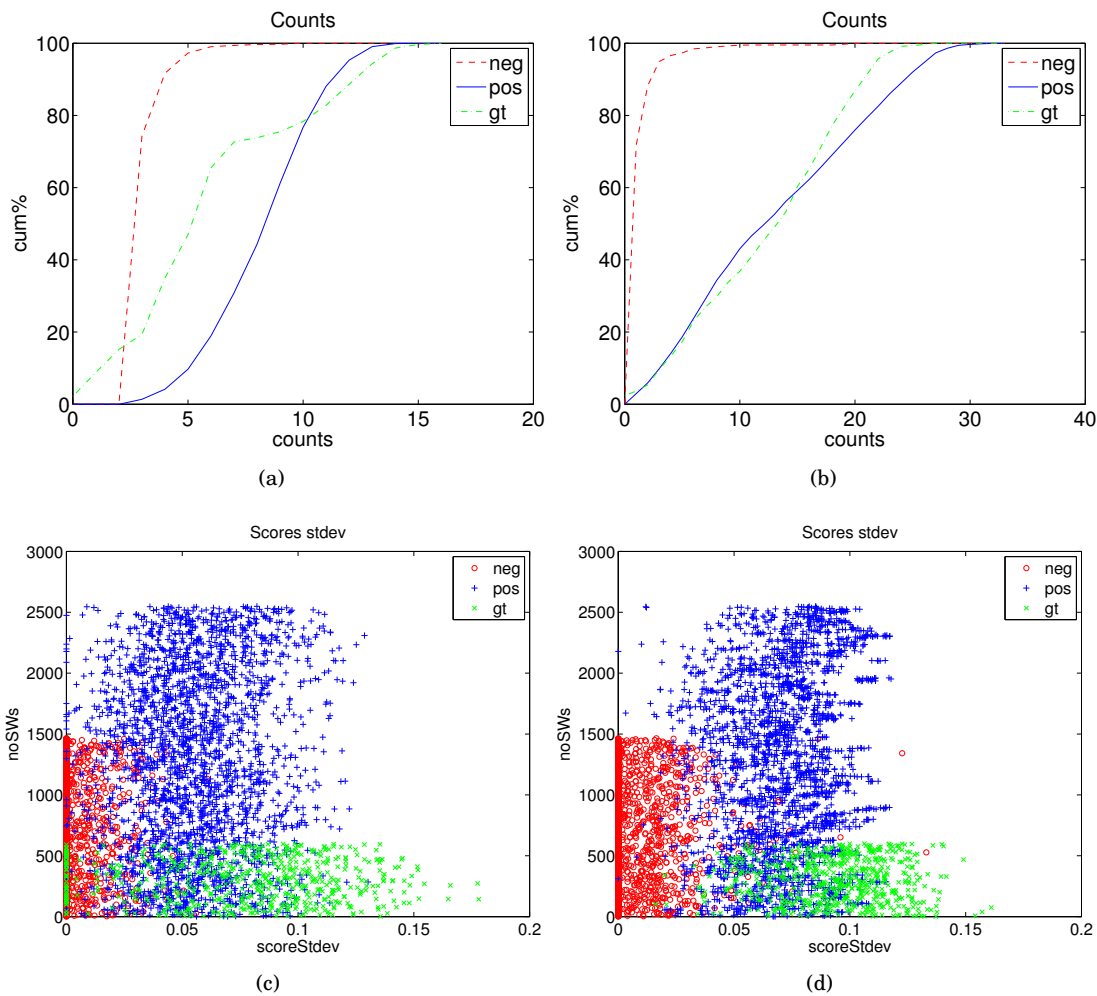 Counts
100
80
60
40
20
0
cum%
0 5 10 15 20
counts
neg
pos
gt
(a)
Counts
100
80
60
40
20
0
cum%
0 10 20 30 40
counts
neg
pos
gt
(b)
Scores stdev
3000
2500
2000
1500
1000
500
0
noSWs
0 0.05 0.1 0.15 0.2
scoreStdev
neg
pos
gt
(c)
Scores stdev
3000
2500
2000
1500
1000
500
0
noSWs
0 0.05 0.1 0.15 0.2
scoreStdev
neg
pos
gt
(d)